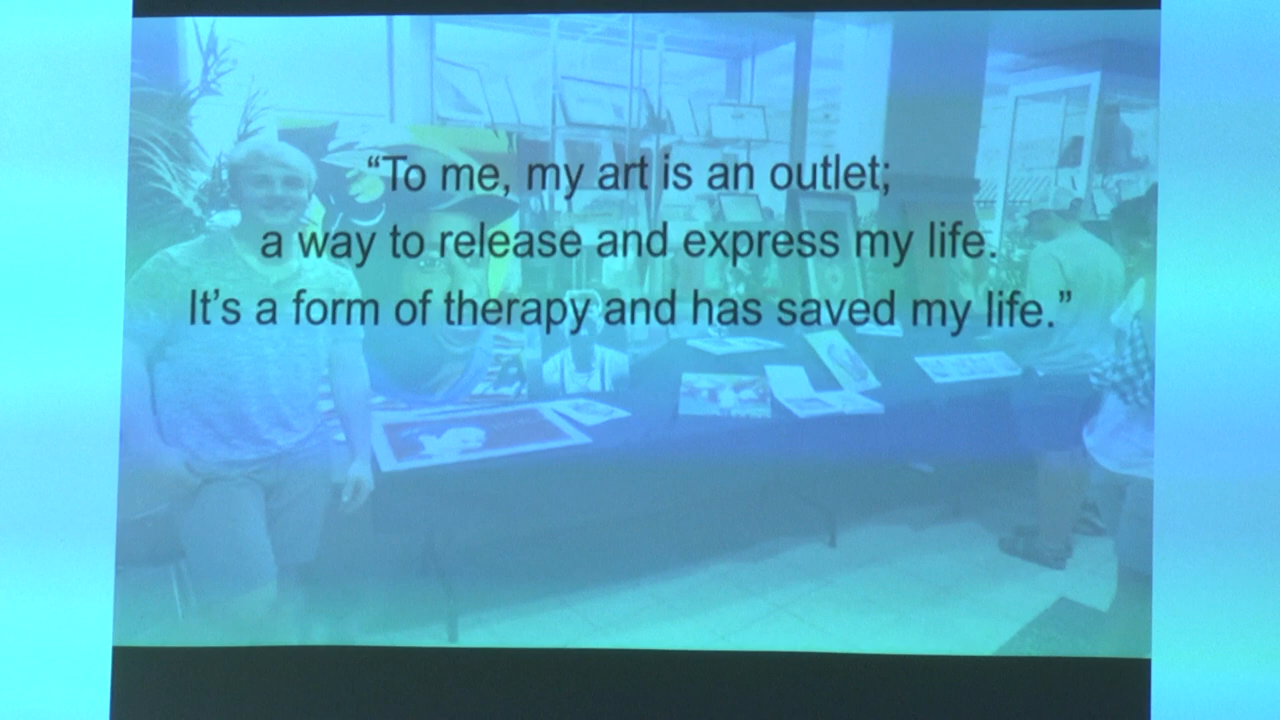 “To me, my art is an outlet;
a way to release and express my life.
It’s a form of therapy and has saved my life.”